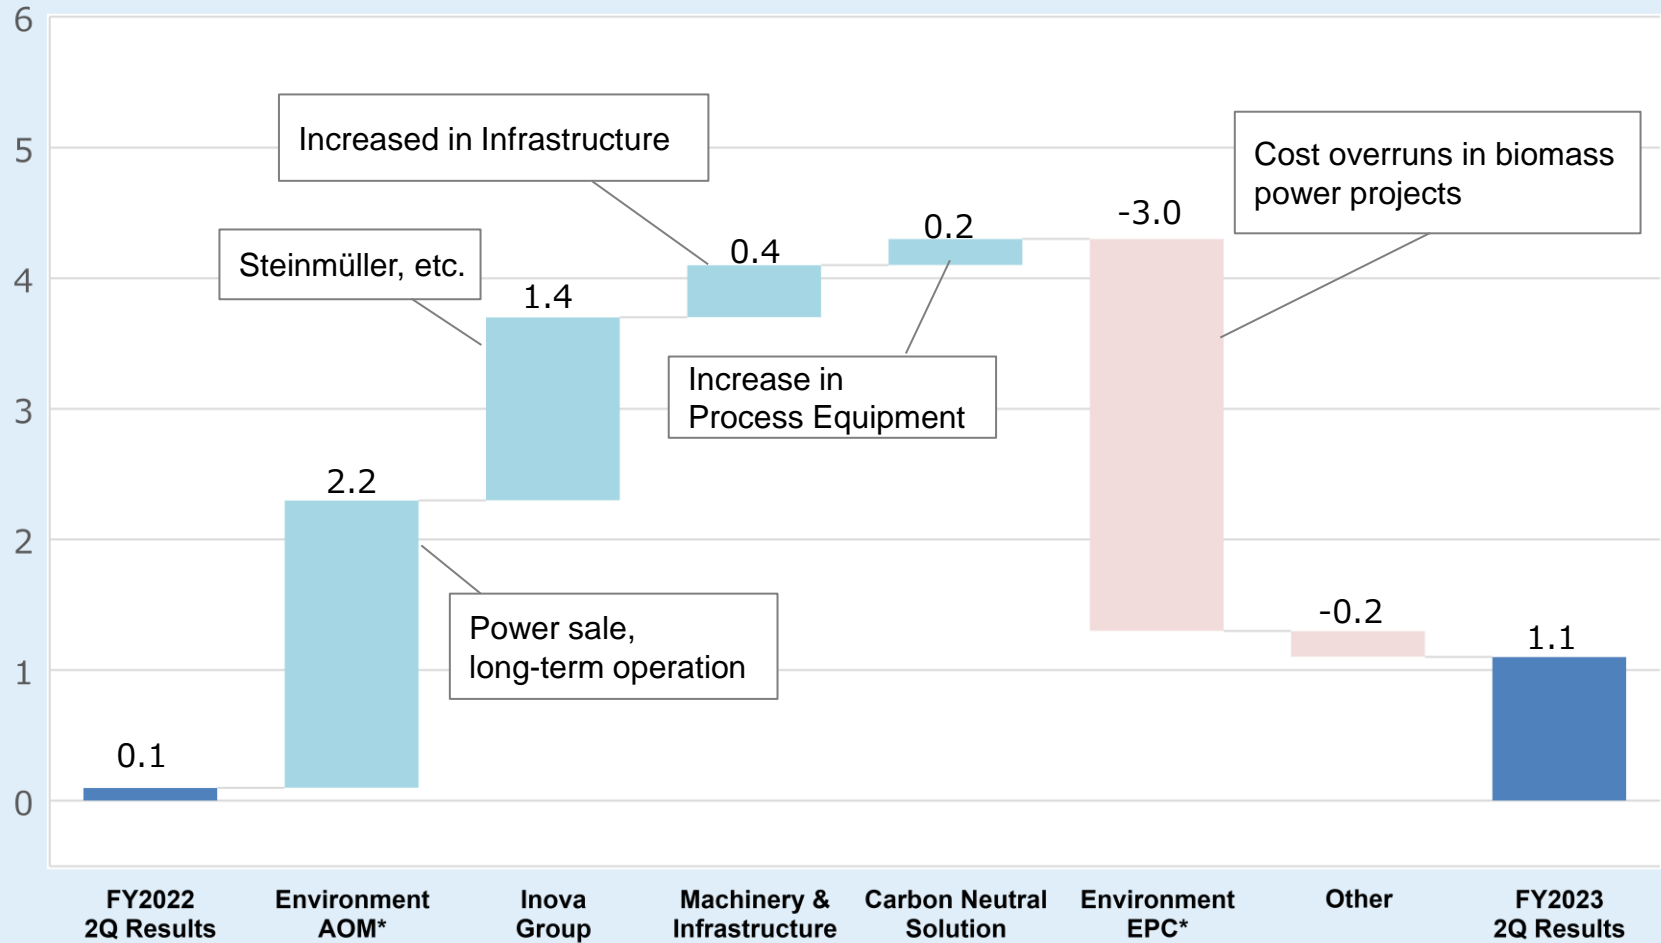 6
5
4
3
2
1
0
Increased in Infrastructure
Steinmüller, etc.
Cost overruns in biomass
power projects
Increase in
Process Equipment
Power sale,
long-term operation
0.1
2.2
1.4
0.4
0.2
-3.0
-0.2
1.1
FY2022
2Q Results
Environment
AOM*
Inova
Group
Machinery &
Infrastructure
Carbon Neutral
Solution
Environment
EPC*
Other
FY2023
2Q Results